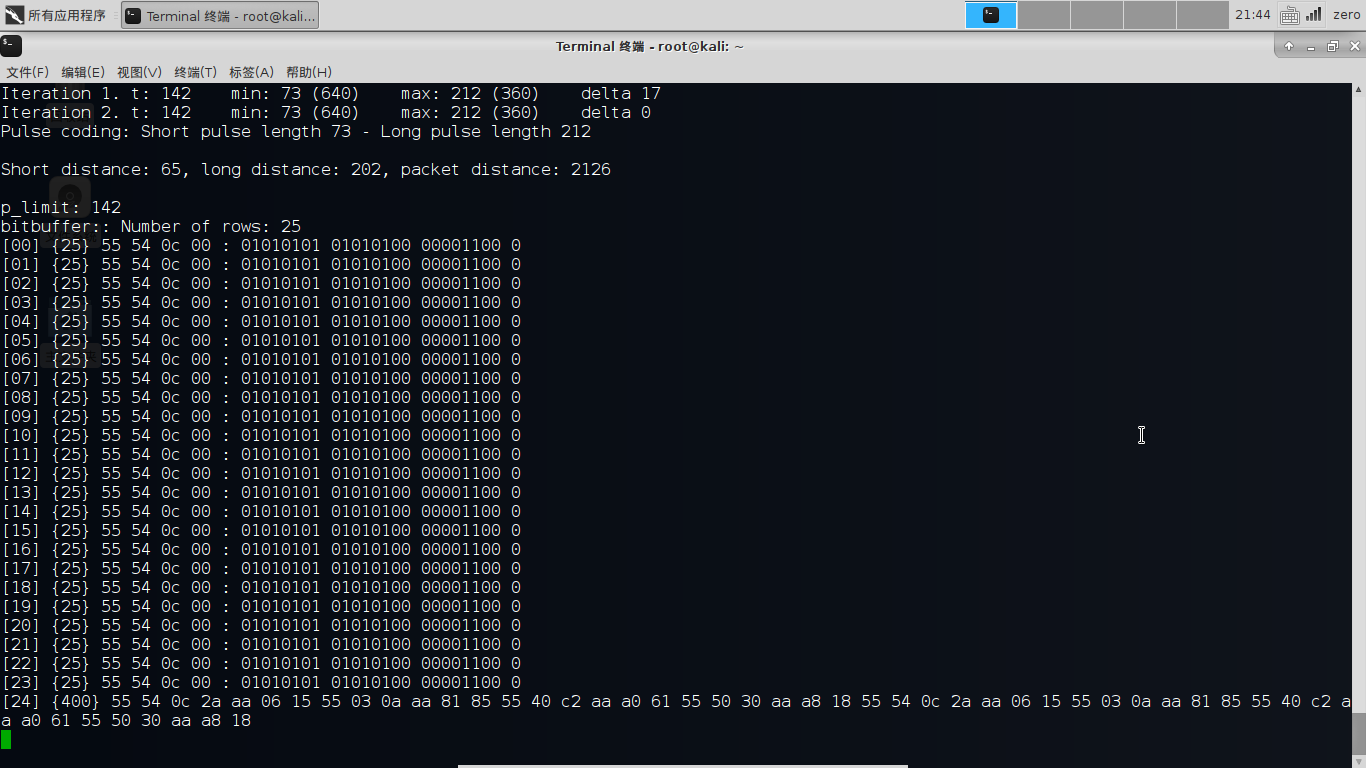 所有应用程序
Terminal 终端 - root@kali...
21:44
zero
Terminal 终端 - root@kali: ~
文件(F) 编辑(E) 视图(V) 终端(T) 标签(A) 帮助(H)
Iteration 1. t: 142    min: 73 (640)    max: 212 (360)    delta 17
Iteration 2. t: 142    min: 73 (640)    max: 212 (360)    delta 0
Pulse coding: Short pulse length 73 - Long pulse length 212
Short distance: 65, long distance: 202, packet distance: 2126
p_limit: 142
bitbuffer:: Number of rows: 25
[00] {25} 55 54 0c 00 : 01010101 01010100 00001100 0
[01] {25} 55 54 0c 00 : 01010101 01010100 00001100 0
[02] {25} 55 54 0c 00 : 01010101 01010100 00001100 0
[03] {25} 55 54 0c 00 : 01010101 01010100 00001100 0
[04] {25} 55 54 0c 00 : 01010101 01010100 00001100 0
[05] {25} 55 54 0c 00 : 01010101 01010100 00001100 0
[06] {25} 55 54 0c 00 : 01010101 01010100 00001100 0
[07] {25} 55 54 0c 00 : 01010101 01010100 00001100 0
[08] {25} 55 54 0c 00 : 01010101 01010100 00001100 0
[09] {25} 55 54 0c 00 : 01010101 01010100 00001100 0
[10] {25} 55 54 0c 00 : 01010101 01010100 00001100 0
[11] {25} 55 54 0c 00 : 01010101 01010100 00001100 0
[12] {25} 55 54 0c 00 : 01010101 01010100 00001100 0
[13] {25} 55 54 0c 00 : 01010101 01010100 00001100 0
[14] {25} 55 54 0c 00 : 01010101 01010100 00001100 0
[15] {25} 55 54 0c 00 : 01010101 01010100 00001100 0
[16] {25} 55 54 0c 00 : 01010101 01010100 00001100 0
[17] {25} 55 54 0c 00 : 01010101 01010100 00001100 0
[18] {25} 55 54 0c 00 : 01010101 01010100 00001100 0
[19] {25} 55 54 0c 00 : 01010101 01010100 00001100 0
[20] {25} 55 54 0c 00 : 01010101 01010100 00001100 0
[21] {25} 55 54 0c 00 : 01010101 01010100 00001100 0
[22] {25} 55 54 0c 00 : 01010101 01010100 00001100 0
[23] {25} 55 54 0c 00 : 01010101 01010100 00001100 0
[24] {400} 55 54 0c 2a aa 06 15 55 03 0a aa 81 85 55 40 c2 aa a0 61 55 50 30 aa a8 18 55 54 0c 2a aa 06 15 55 03 0a aa 81 85 55 40 c2 a
a a0 61 55 50 30 aa a8 18